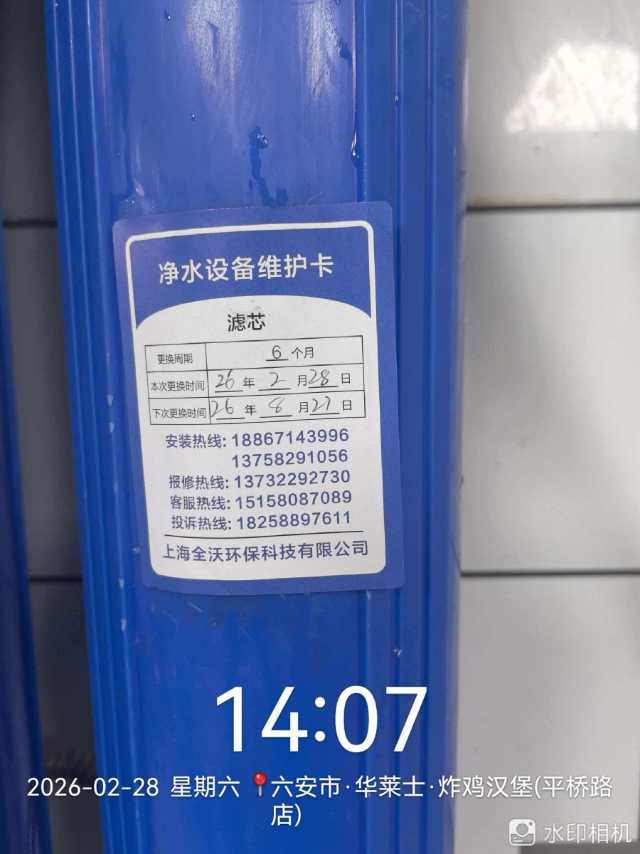 净水设备维护卡
滤芯
更换周期 6 个月
本次更换时间 26 年 2 月 28 日
下次更换时间 26 年 8 月 27 日
安装热线: 18867143996
13758291056
报修热线: 13732292730
客服热线: 15158087089
投诉热线: 18258897611
上海全沃环保科技有限公司
14:07
2026-02-28 星期六 六安市·华莱士·炸鸡汉堡(平桥路
店)
水印相机